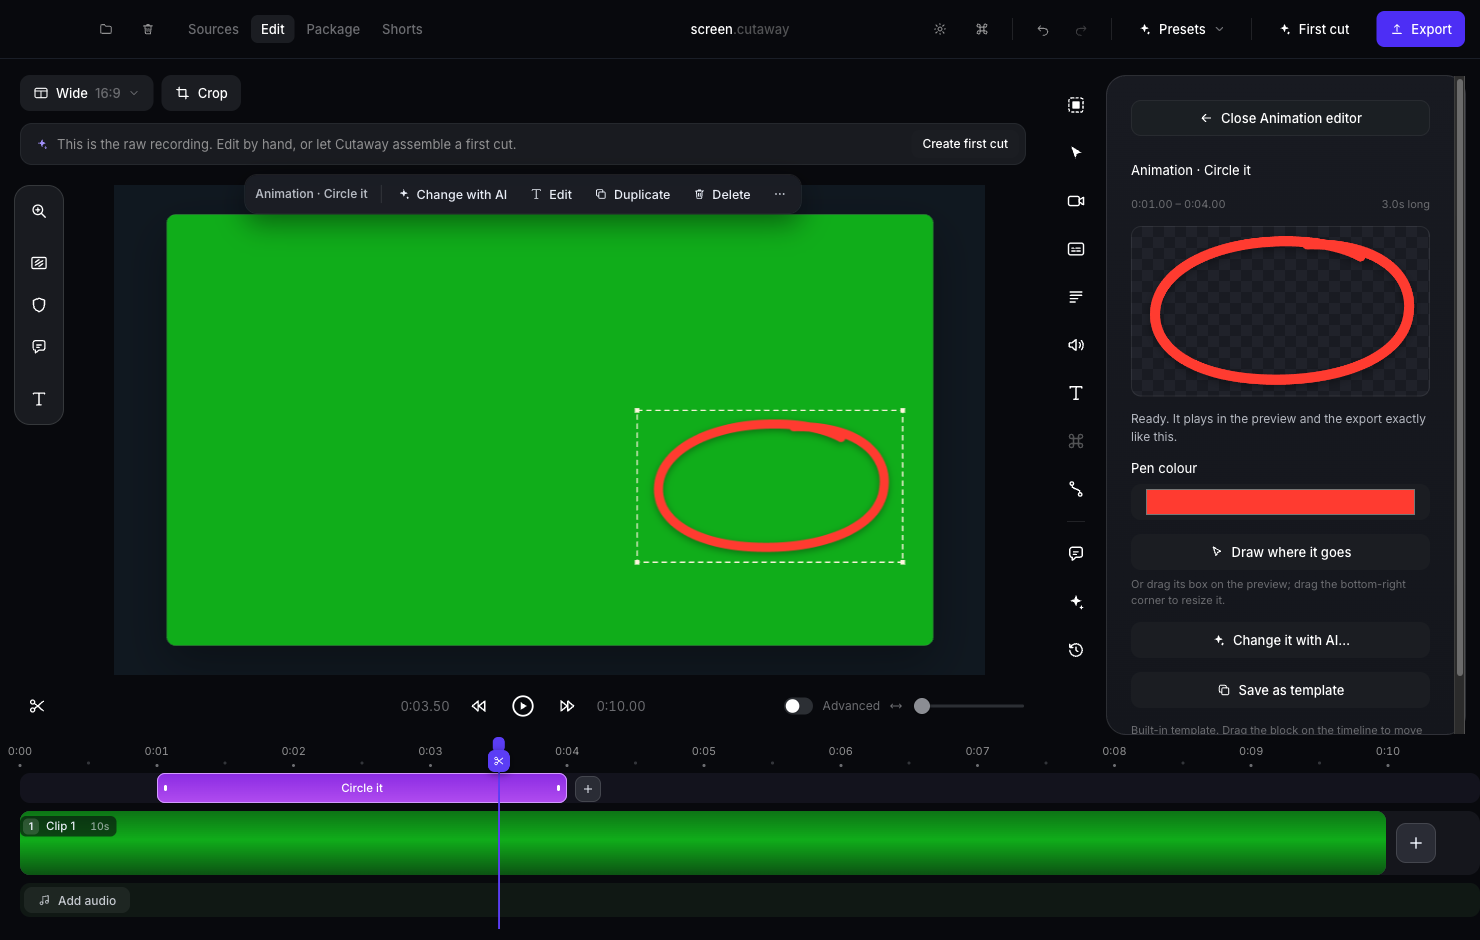 Sources Edit Package Shorts
screen.cutaway
Presets First cut Export
Wide 16:9 Crop
This is the raw recording. Edit by hand, or let Cutaway assemble a first cut. Create first cut
Animation · Circle it Change with AI Edit Duplicate Delete ···
Close Animation editor
Animation · Circle it
0:01.00 – 0:04.00 3.0s long
Ready. It plays in the preview and the export exactly
like this.
Pen colour
Draw where it goes
Or drag its box on the preview; drag the bottom-right
corner to resize it.
Change it with AI...
Save as template
Built-in template. Drag the block on the timeline to move
0:03.50 0:10.00 Advanced
0:00 0:01 0:02 0:03 0:04 0:05 0:06 0:07 0:08 0:09 0:10
Circle it
1 Clip 1 10s
Add audio